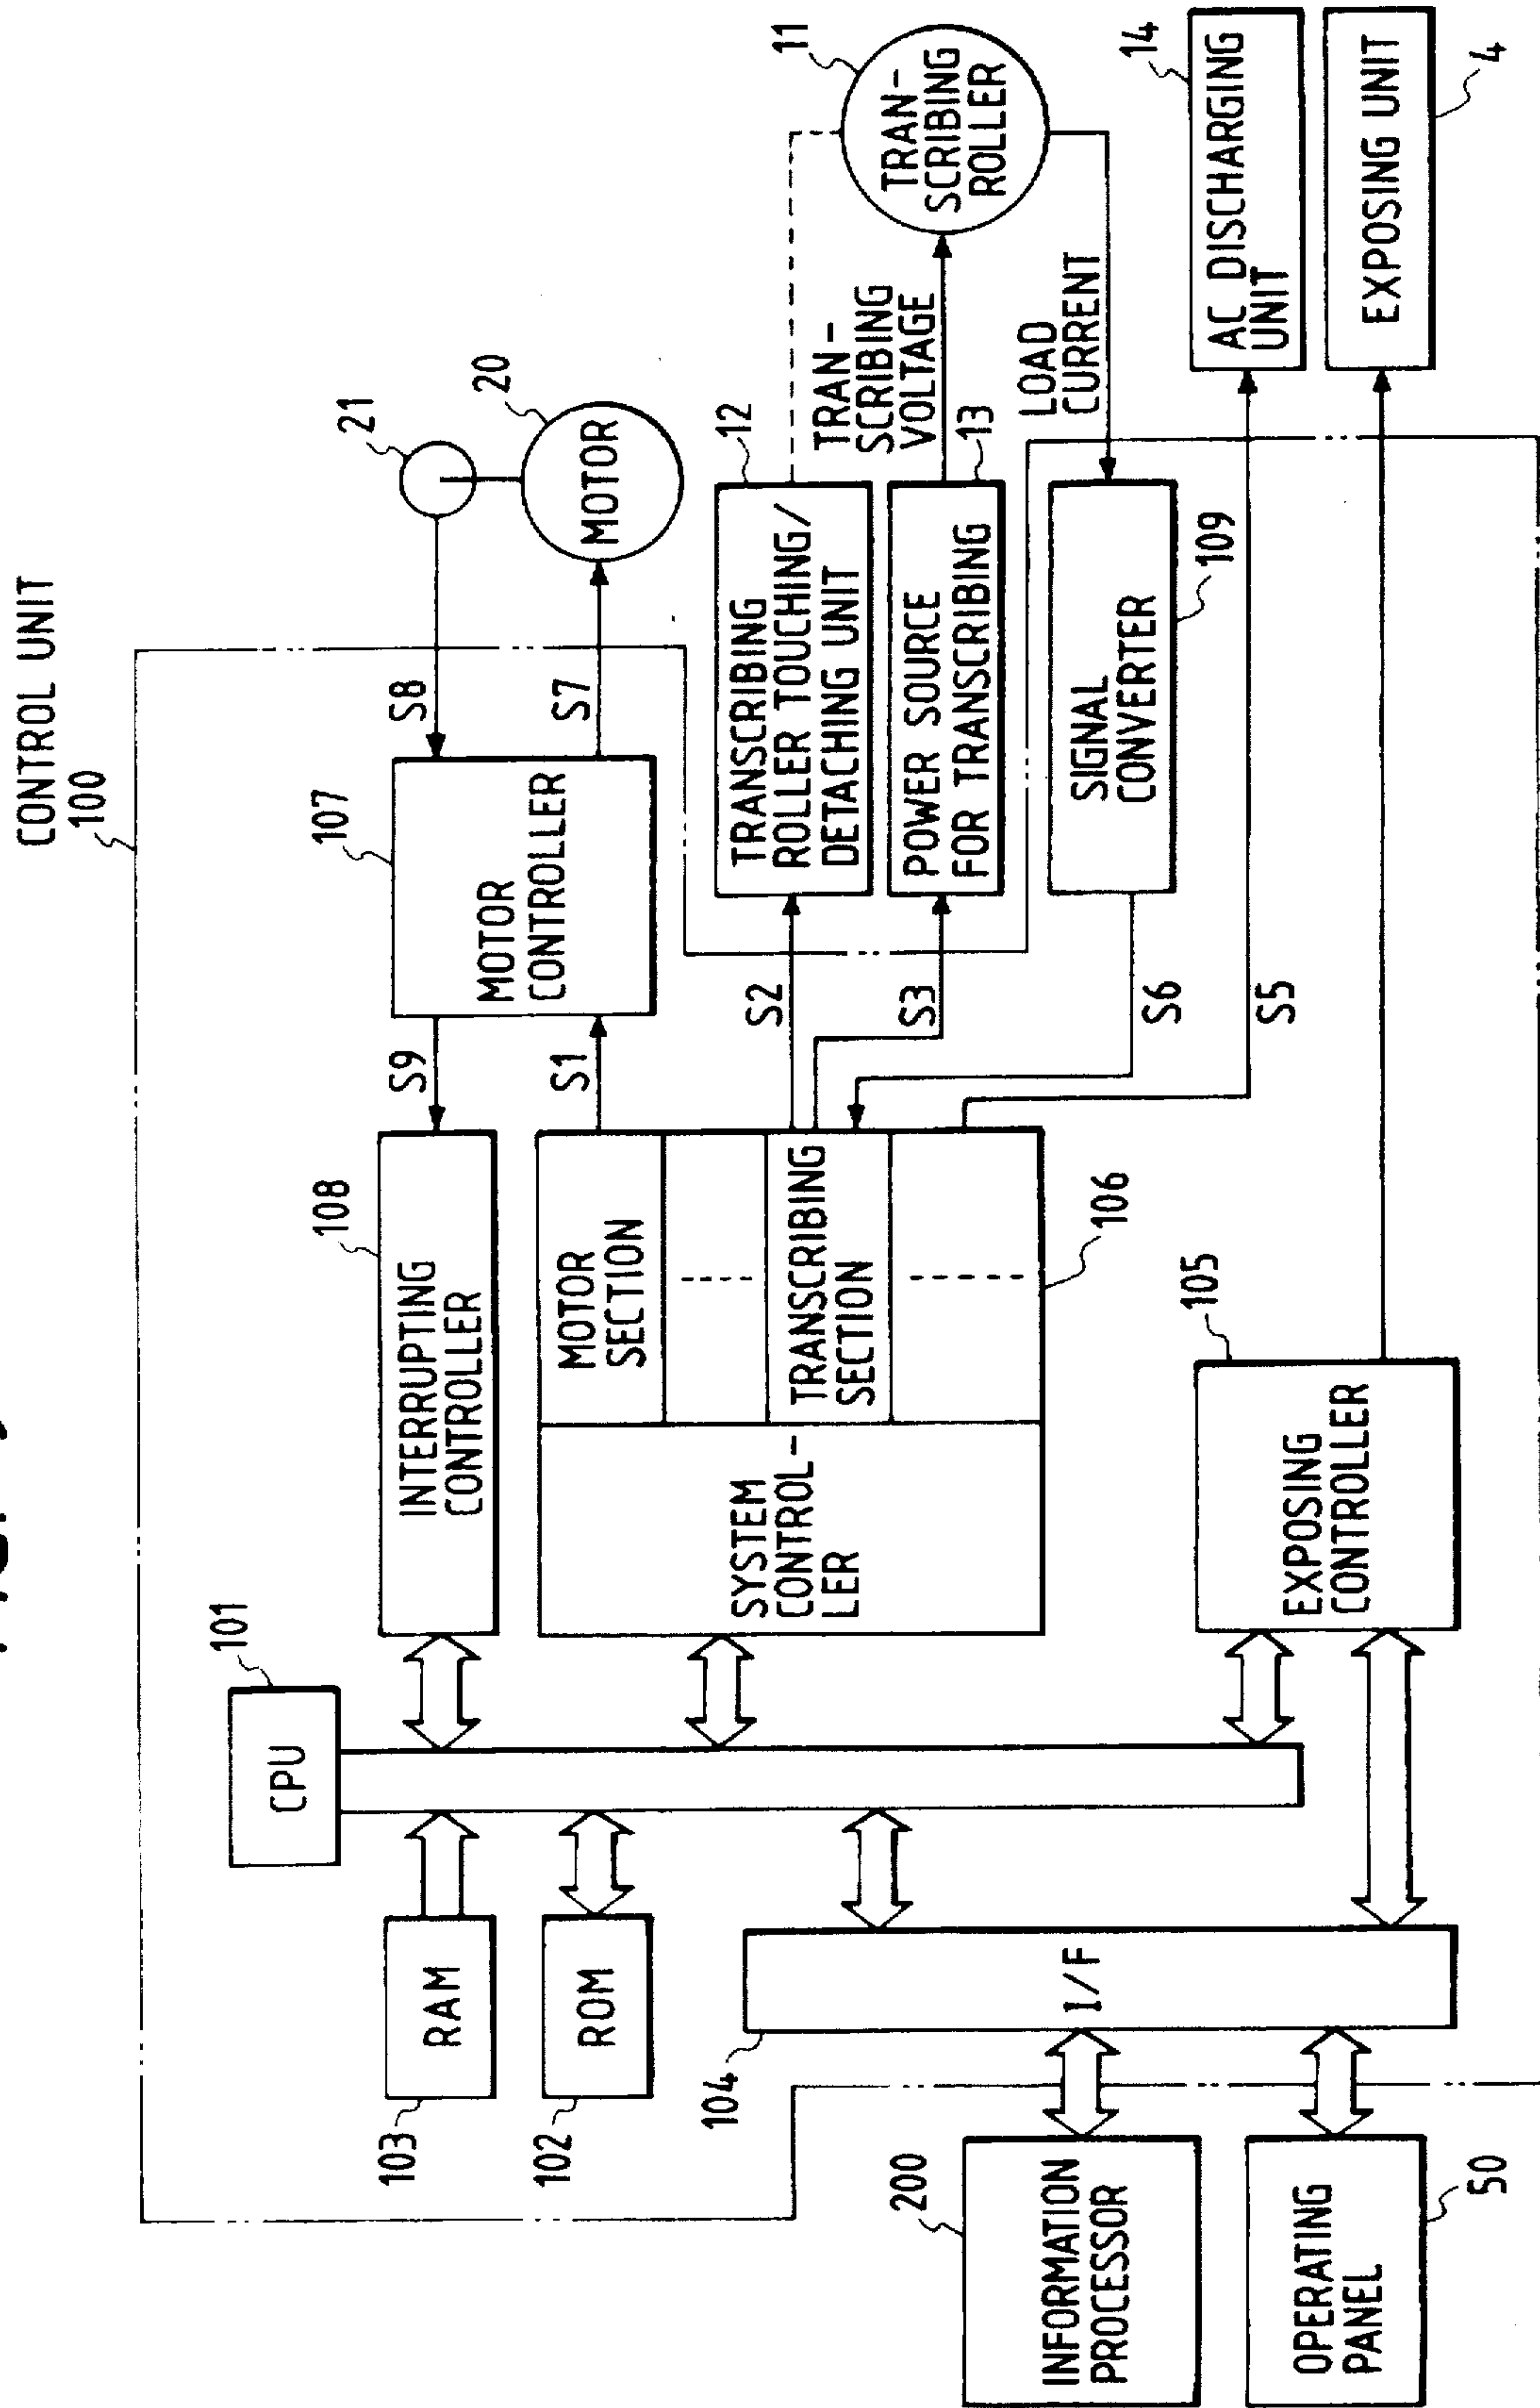 CONTROL UNIT
100
CPU
101
RAM
103
ROM
102
104
I/F
INFORMATION
PROCESSOR
200
OPERATING
PANEL
50
INTERRUPTING
CONTROLLER
108
SYSTEM
CONTROL-
LER
MOTOR
SECTION
TRANSCRIBING
SECTION
106
EXPOSING
CONTROLLER
105
S9
S1
MOTOR
CONTROLLER
107
S8
S7
21
20
MOTOR
S2
S3
S6
S5
TRANSCRIBING
ROLLER TOUCHING/
DETACHING UNIT
12
POWER SOURCE
FOR TRANSCRIBING
13
SIGNAL
CONVERTER
109
TRAN-
SCRIBING
VOLTAGE
LOAD
CURRENT
11
TRAN-
SCRIBING
ROLLER
14
AC DISCHARGING
UNIT
EXPOSING UNIT
4